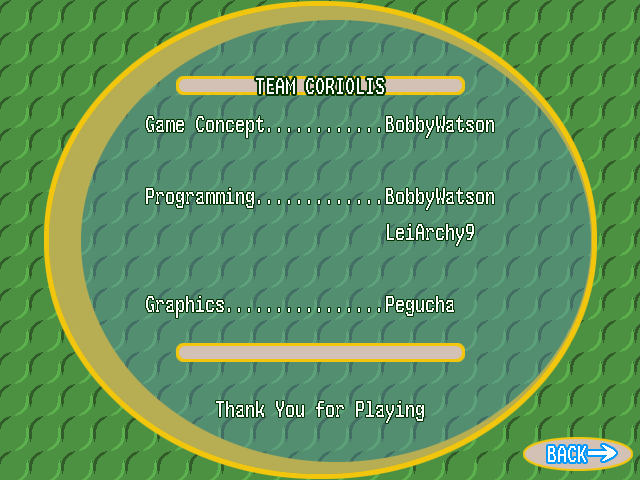 TEAM CORIOLIS
Game Concept............BobbyWatson
Programming.............BobbyWatson
LeiArchy9
Graphics................Pegucha
Thank You for Playing
BACK